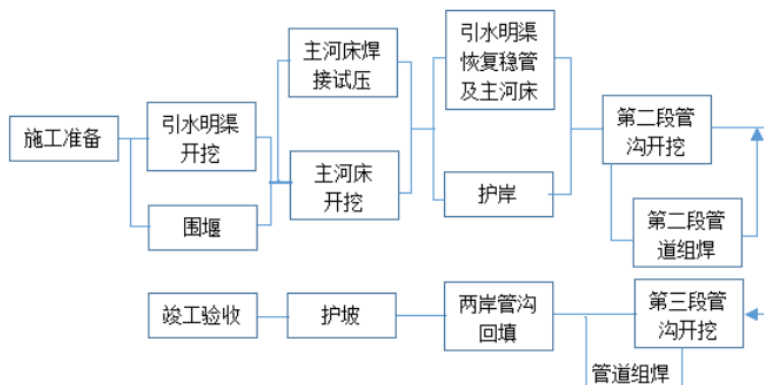 施工准备
引水明渠
开挖
围堰
主河床焊
接试压
主河床
开挖
引水明渠
恢复稳管
及主河床
护岸
第二段管
沟开挖
第二段管
道组焊
竣工验收
护坡
两岸管沟
回填
第三段管
沟开挖
管道组焊